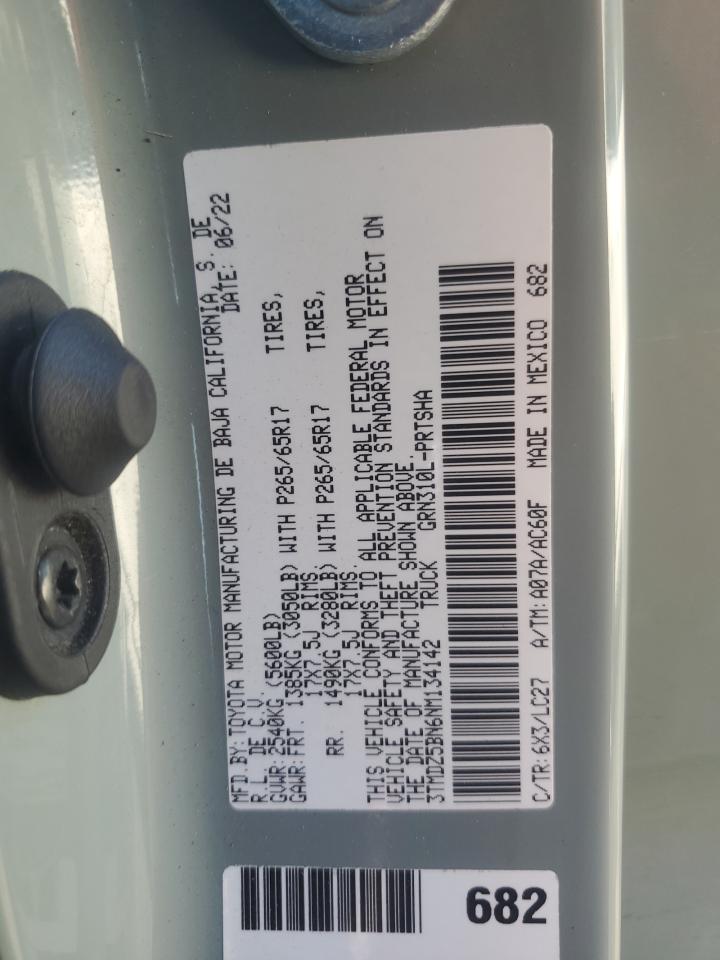 MFD.BY:TOYOTA MOTOR MANUFACTURING DE BAJA CALIFORNIA, S. DE
R.L. DE C.V. DATE: 06/22
GVWR:2540KG (5600LB)
GAWR:FRT. 1385KG (3050LB) WITH P265/65R17 TIRES,
17X7.5J RIMS.
RR. 1490KG (3280LB) WITH P265/65R17 TIRES,
17X7.5J RIMS.
THIS VEHICLE CONFORMS TO ALL APPLICABLE FEDERAL MOTOR
VEHICLE SAFETY AND THEFT PREVENTION STANDARDS IN EFFECT ON
THE DATE OF MANUFACTURE SHOWN ABOVE.
3TMDZ5BN6NM134142 TRUCK GRN310L-PRTSHA
C/TR:6X3/LC27 A/TM:A07A/AC60F MADE IN MEXICO 682
682